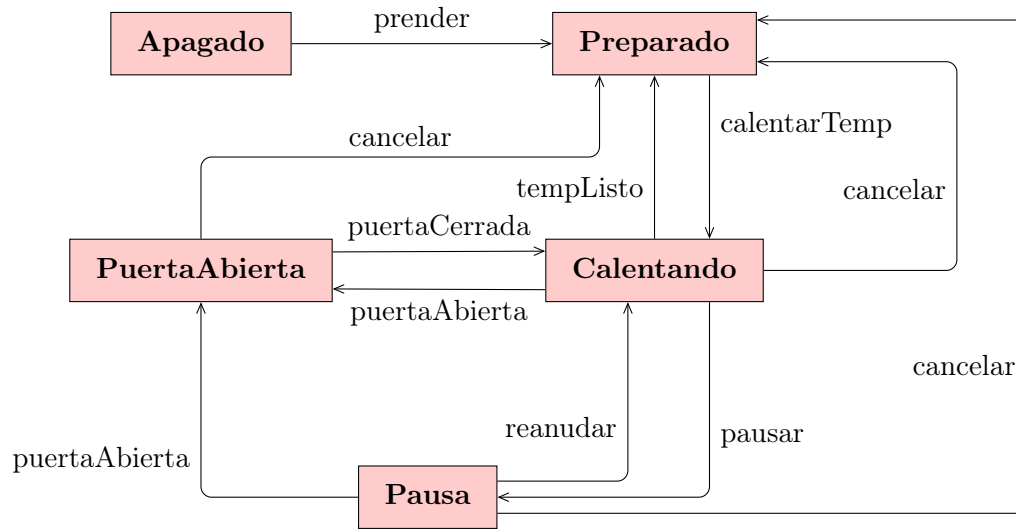 prender
Apagado
Preparado
calentarTemp
cancelar
tempListo
cancelar
puertaCerrada
PuertaAbierta
Calentando
puertaAbierta
cancelar
reanudar
pausar
puertaAbierta
Pausa